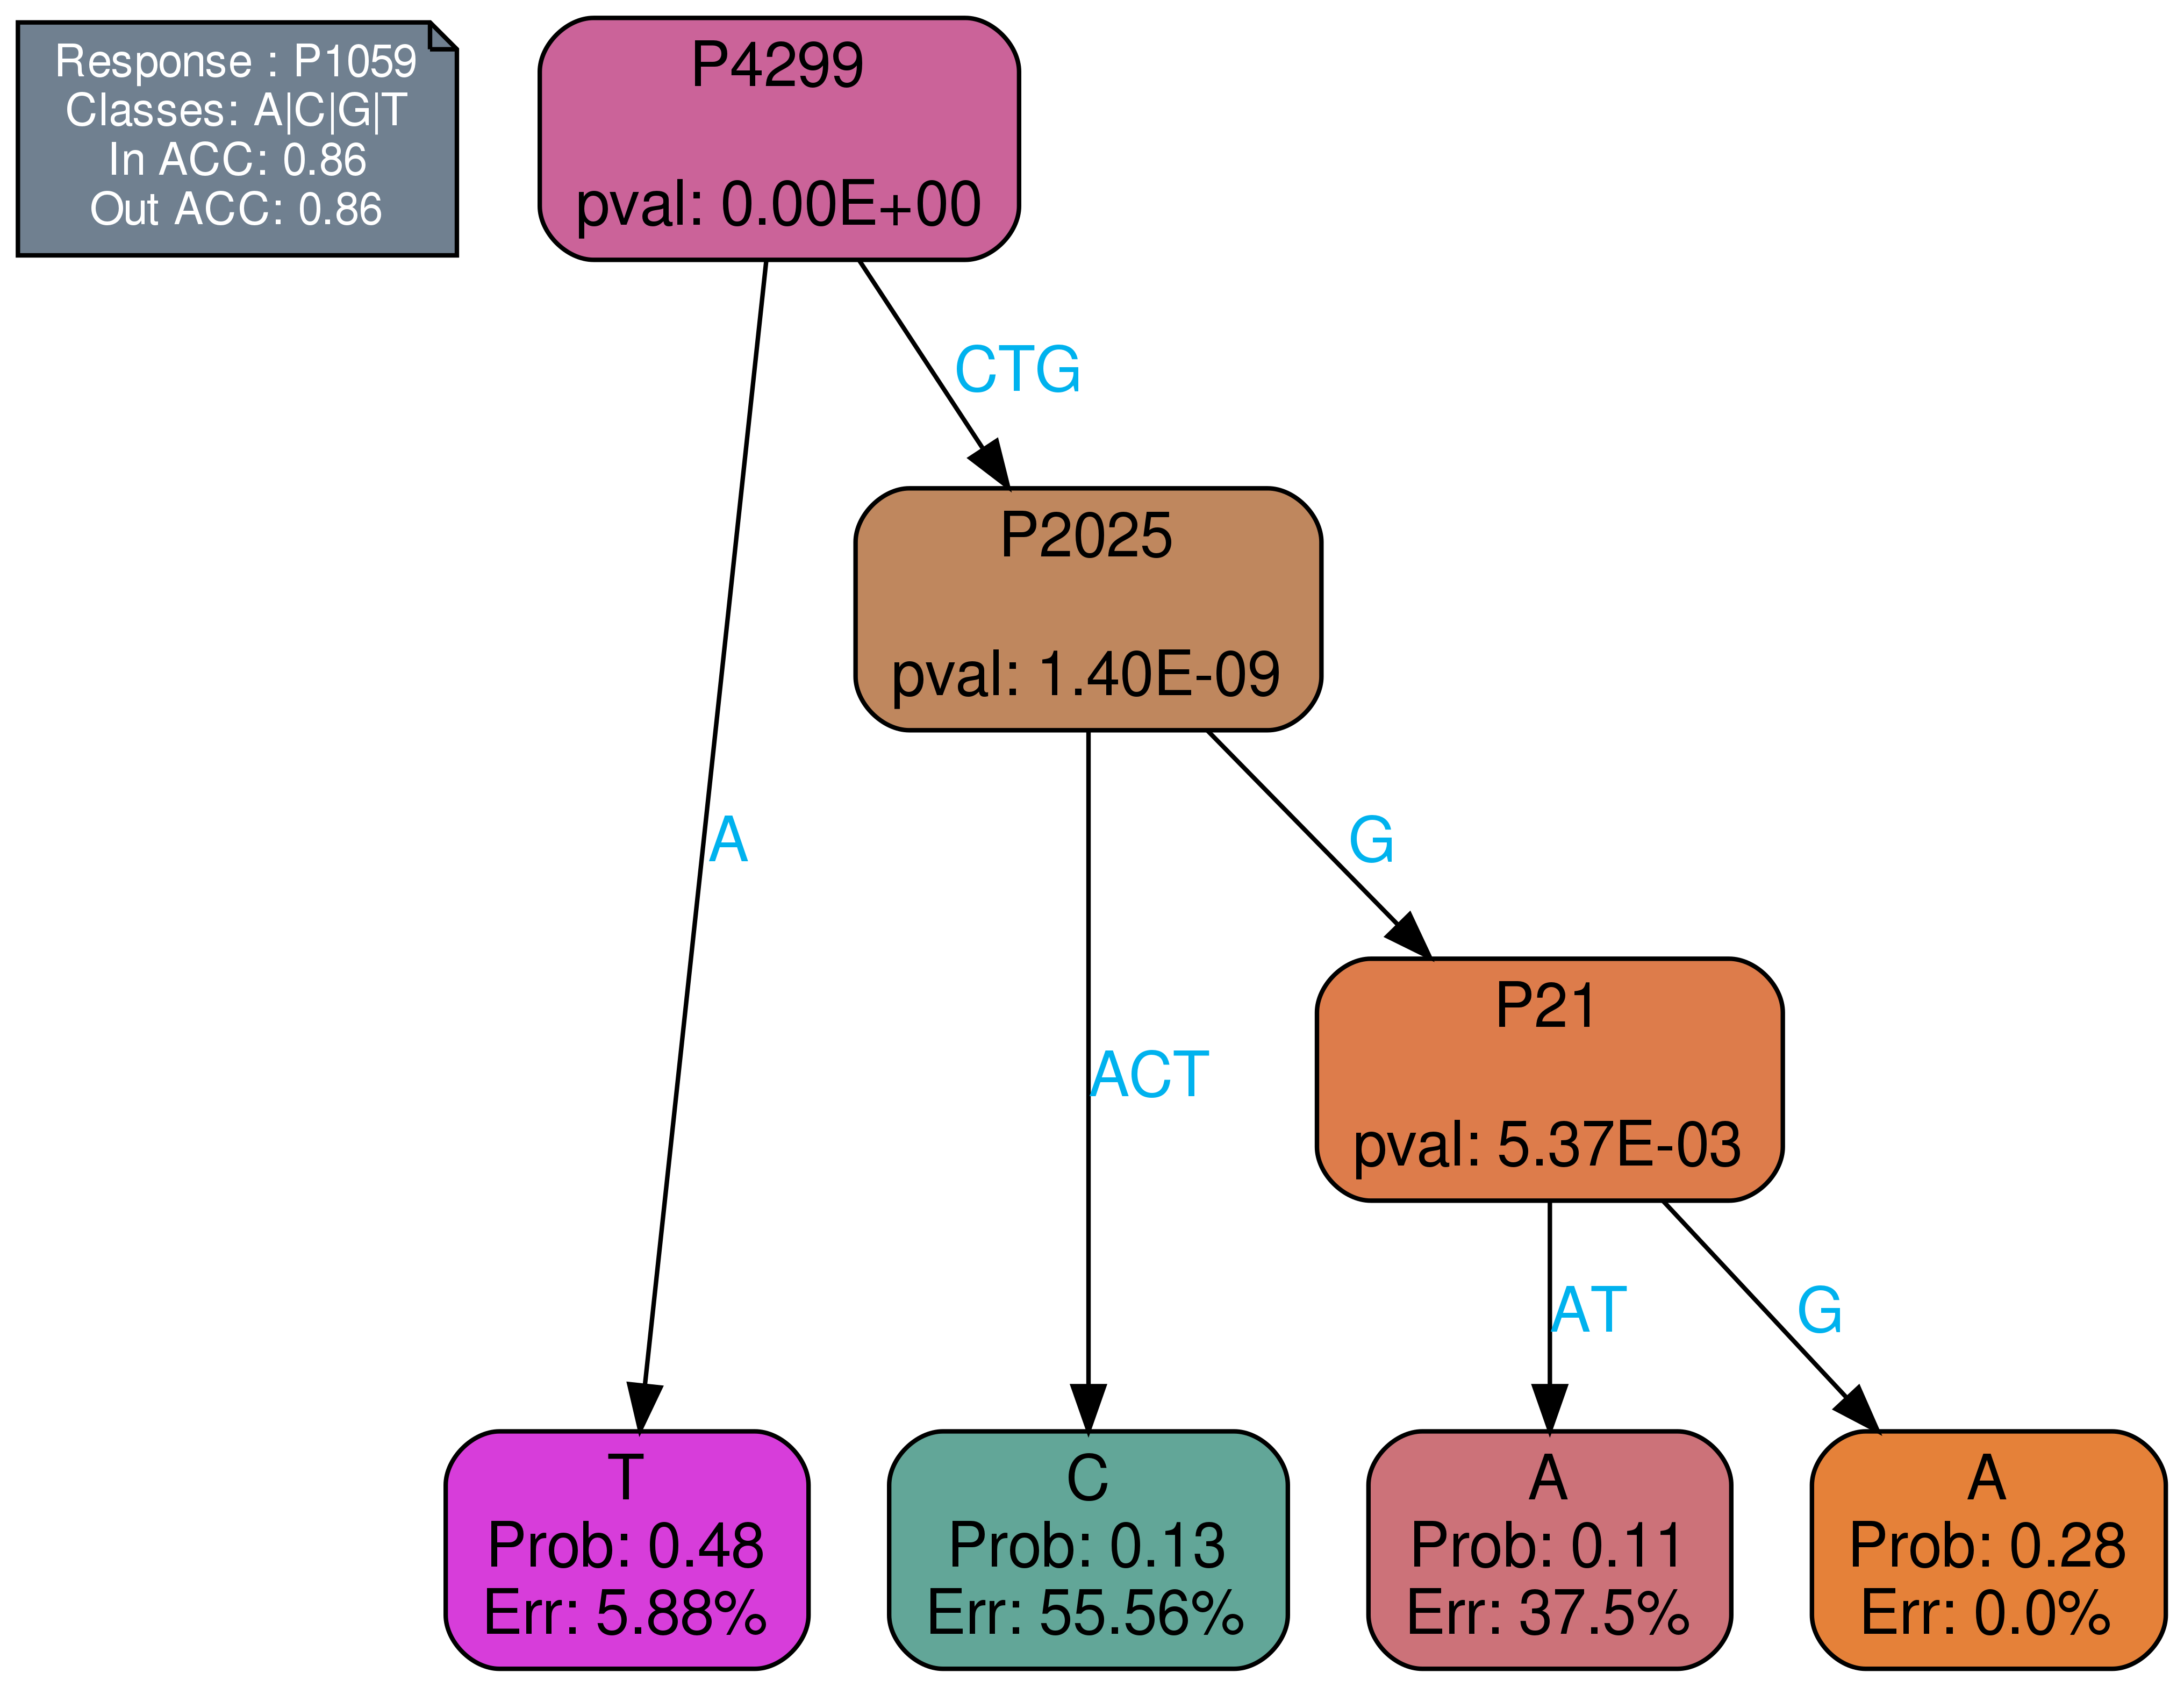 Response : P1059
Classes: A|C|G|T
In ACC: 0.86
Out ACC: 0.86
P4299
pval: 0.00E+00
CTG
P2025
pval: 1.40E-09
A
G
P21
pval: 5.37E-03
ACT
AT
G
T
Prob: 0.48
Err: 5.88%
C
Prob: 0.13
Err: 55.56%
A
Prob: 0.11
Err: 37.5%
A
Prob: 0.28
Err: 0.0%